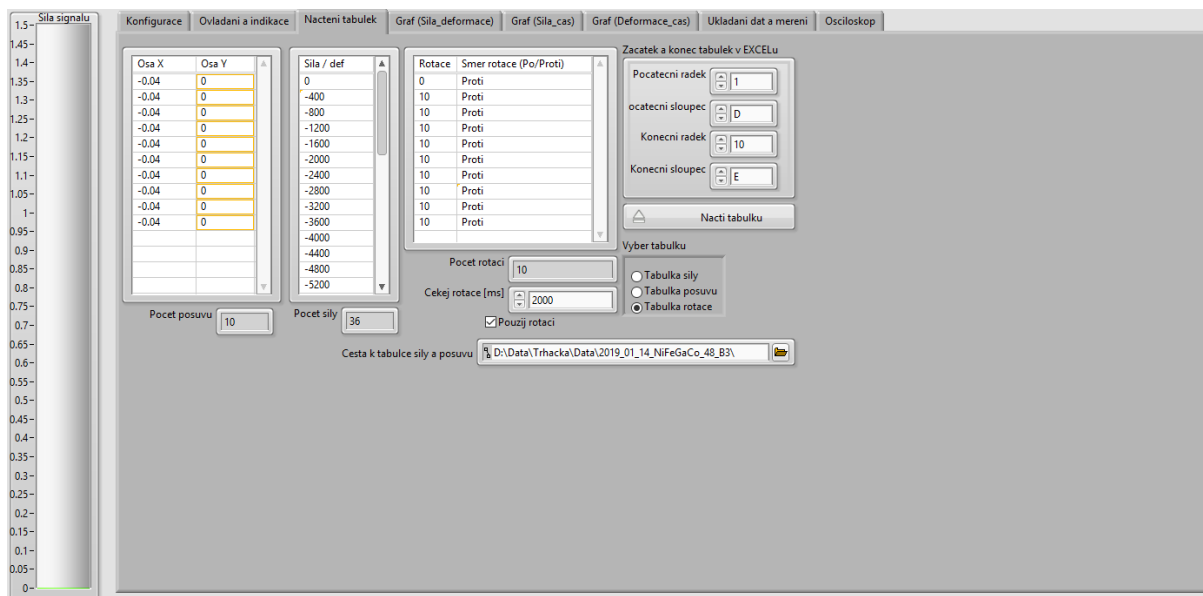 Sila signalu
1.5
1.45
1.4
1.35
1.3
1.25
1.2
1.15
1.1
1.05
1
0.95
0.9
0.85
0.8
0.75
0.7
0.65
0.6
0.55
0.5
0.45
0.4
0.35
0.3
0.25
0.2
0.15
0.1
0.05
0
Konfigurace Ovladani a indikace Nacteni tabulek Graf (Sila_deformace) Graf (Sila_cas) Graf (Deformace_cas) Ukladani dat a mereni Osciloskop
Osa X Osa Y
-0.04 0
-0.04 0
-0.04 0
-0.04 0
-0.04 0
-0.04 0
-0.04 0
-0.04 0
-0.04 0
-0.04 0
Pocet posuvu 10
Sila / def
0
-400
-800
-1200
-1600
-2000
-2400
-2800
-3200
-3600
-4000
-4400
-4800
-5200
Pocet sily 36
Rotace Smer rotace (Po/Proti)
0 Proti
10 Proti
10 Proti
10 Proti
10 Proti
10 Proti
10 Proti
10 Proti
10 Proti
10 Proti
Pocet rotaci 10
Cekej rotace [ms] 2000
Pouzij rotaci
Zacatek a konec tabulek v EXCELu
Pocatecni radek 1
ocatecni sloupec D
Konecni radek 10
Konecni sloupec E
Nacti tabulku
Vyber tabulku
Tabulka sily
Tabulka posuvu
Tabulka rotace
Cesta k tabulce sily a posuvu D:\Data\Trhacka\Data\2019_01_14_NiFeGaCo_48_B3\